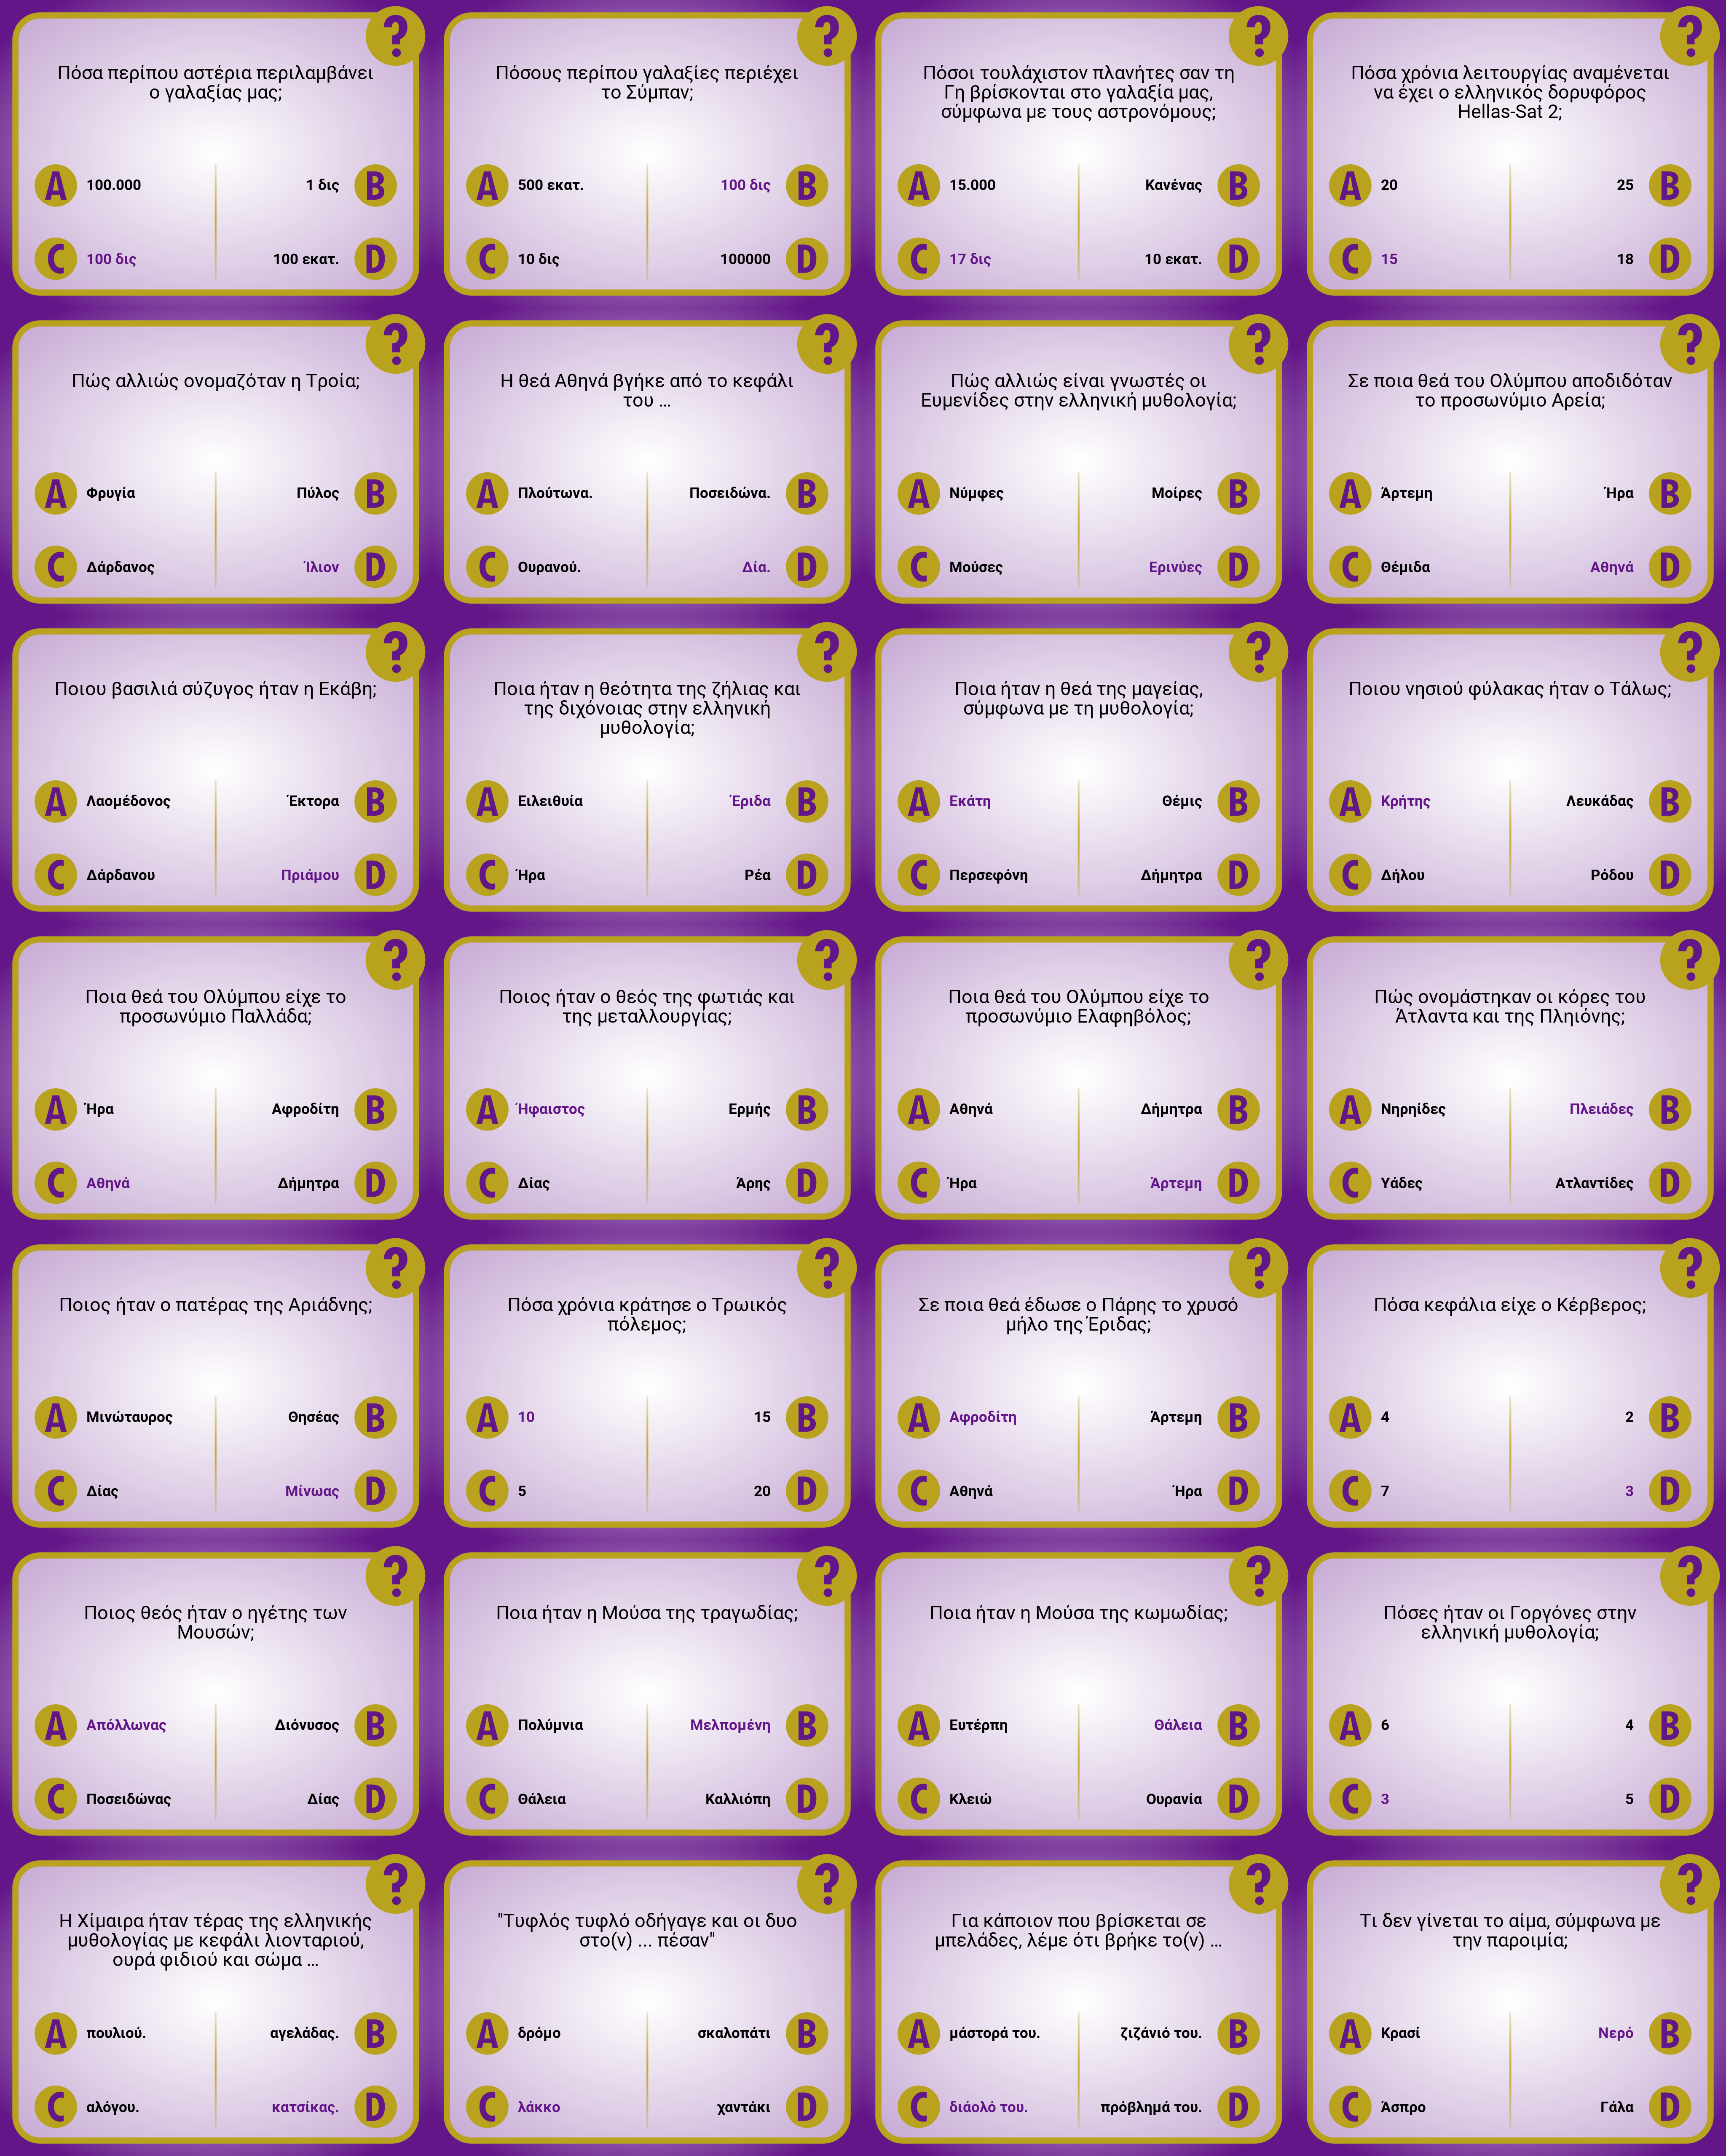 ?
Πόσα περίπου αστέρια περιλαμβάνει
ο γαλαξίας μας;
A 100.000
1 δις B
C 100 δις
100 εκατ. D
?
Πόσους περίπου γαλαξίες περιέχει
το Σύμπαν;
A 500 εκατ.
100 δις B
C 10 δις
100000 D
?
Πόσοι τουλάχιστον πλανήτες σαν τη
Γη βρίσκονται στο γαλαξία μας,
σύμφωνα με τους αστρονόμους;
A 15.000
Κανένας B
C 17 δις
10 εκατ. D
?
Πόσα χρόνια λειτουργίας αναμένεται
να έχει ο ελληνικός δορυφόρος
Hellas-Sat 2;
A 20
25 B
C 15
18 D
?
Πώς αλλιώς ονομαζόταν η Τροία;
A Φρυγία
Πύλος B
C Δάρδανος
Ίλιον D
?
Η θεά Αθηνά βγήκε από το κεφάλι
του ...
A Πλούτωνα.
Ποσειδώνα. B
C Ουρανού.
Δία. D
?
Πώς αλλιώς είναι γνωστές οι
Ευμενίδες στην ελληνική μυθολογία;
A Νύμφες
Μοίρες B
C Μούσες
Ερινύες D
?
Σε ποια θεά του Ολύμπου αποδιδόταν
το προσωνύμιο Αρεία;
A Άρτεμη
Ήρα B
C Θέμιδα
Αθηνά D
?
Ποιου βασιλιά σύζυγος ήταν η Εκάβη;
A Λαομέδονος
Έκτορα B
C Δάρδανου
Πριάμου D
?
Ποια ήταν η θεότητα της ζήλιας και
της διχόνοιας στην ελληνική
μυθολογία;
A Ειλειθυία
Έριδα B
C Ήρα
Ρέα D
?
Ποια ήταν η θεά της μαγείας,
σύμφωνα με τη μυθολογία;
A Εκάτη
Θέμις B
C Περσεφόνη
Δήμητρα D
?
Ποιου νησιού φύλακας ήταν ο Τάλως;
A Κρήτης
Λευκάδας B
C Δήλου
Ρόδου D
?
Ποια θεά του Ολύμπου είχε το
προσωνύμιο Παλλάδα;
A Ήρα
Αφροδίτη B
C Αθηνά
Δήμητρα D
?
Ποιος ήταν ο θεός της φωτιάς και
της μεταλλουργίας;
A Ήφαιστος
Ερμής B
C Δίας
Άρης D
?
Ποια θεά του Ολύμπου είχε το
προσωνύμιο Ελαφηβόλος;
A Αθηνά
Δήμητρα B
C Ήρα
Άρτεμη D
?
Πώς ονομάστηκαν οι κόρες του
Άτλαντα και της Πληιόνης;
A Νηρηίδες
Πλειάδες B
C Υάδες
Ατλαντίδες D
?
Ποιος ήταν ο πατέρας της Αριάδνης;
A Μινώταυρος
Θησέας B
C Δίας
Μίνωας D
?
Πόσα χρόνια κράτησε ο Τρωικός
πόλεμος;
A 10
15 B
C 5
20 D
?
Σε ποια θεά έδωσε ο Πάρης το χρυσό
μήλο της Έριδας;
A Αφροδίτη
Άρτεμη B
C Αθηνά
Ήρα D
?
Πόσα κεφάλια είχε ο Κέρβερος;
A 4
2 B
C 7
3 D
?
Ποιος θεός ήταν ο ηγέτης των
Μουσών;
A Απόλλωνας
Διόνυσος B
C Ποσειδώνας
Δίας D
?
Ποια ήταν η Μούσα της τραγωδίας;
A Πολύμνια
Μελπομένη B
C Θάλεια
Καλλιόπη D
?
Ποια ήταν η Μούσα της κωμωδίας;
A Ευτέρπη
Θάλεια B
C Κλειώ
Ουρανία D
?
Πόσες ήταν οι Γοργόνες στην
ελληνική μυθολογία;
A 6
4 B
C 3
5 D
?
Η Χίμαιρα ήταν τέρας της ελληνικής
μυθολογίας με κεφάλι λιονταριού,
ουρά φιδιού και σώμα ...
A πουλιού.
αγελάδας. B
C αλόγου.
κατσίκας. D
?
"Τυφλός τυφλό οδήγαγε και οι δυο
στο(ν) ... πέσαν"
A δρόμο
σκαλοπάτι B
C λάκκο
χαντάκι D
?
Για κάποιον που βρίσκεται σε
μπελάδες, λέμε ότι βρήκε το(ν) ...
A μάστορά του.
ζιζάνιό του. B
C διάολό του.
πρόβλημά του. D
?
Τι δεν γίνεται το αίμα, σύμφωνα με
την παροιμία;
A Κρασί
Νερό B
C Άσπρο
Γάλα D